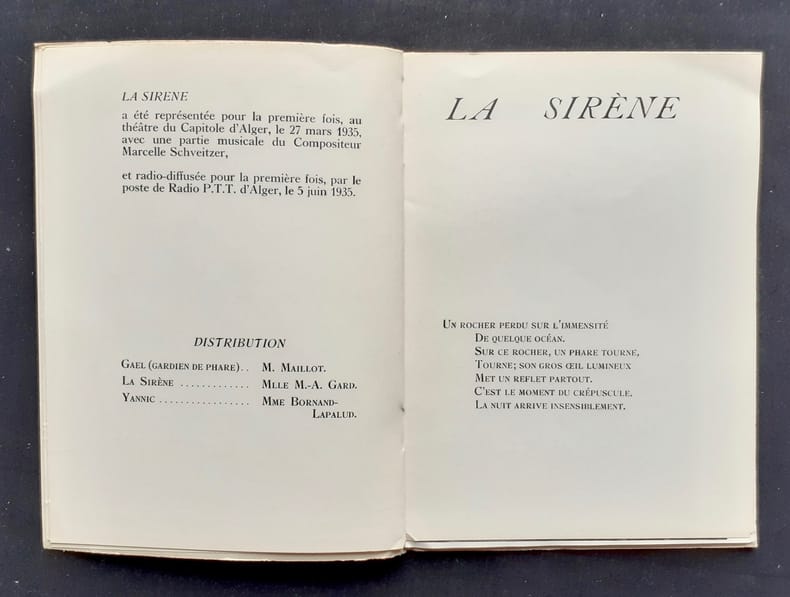 LA SIRENE
a été représentée pour la première fois, au
théâtre du Capitole d'Alger, le 27 mars 1935,
avec une partie musicale du Compositeur
Marcelle Schveitzer,
et radio-diffusée pour la première fois, par le
poste de Radio P.T.T. d'Alger, le 5 juin 1935.
DISTRIBUTION
Gael (gardien de phare).. M. Maillot.
La Sirène ............. Mlle M.-A. Gard.
Yannic ................ Mme Bornand-
Lapalud.
LA SIRÈNE
Un rocher perdu sur l'immensité
De quelque océan.
Sur ce rocher, un phare tourne,
Tourne; son gros œil lumineux
Met un reflet partout.
C'est le moment du crépuscule.
La nuit arrive insensiblement.